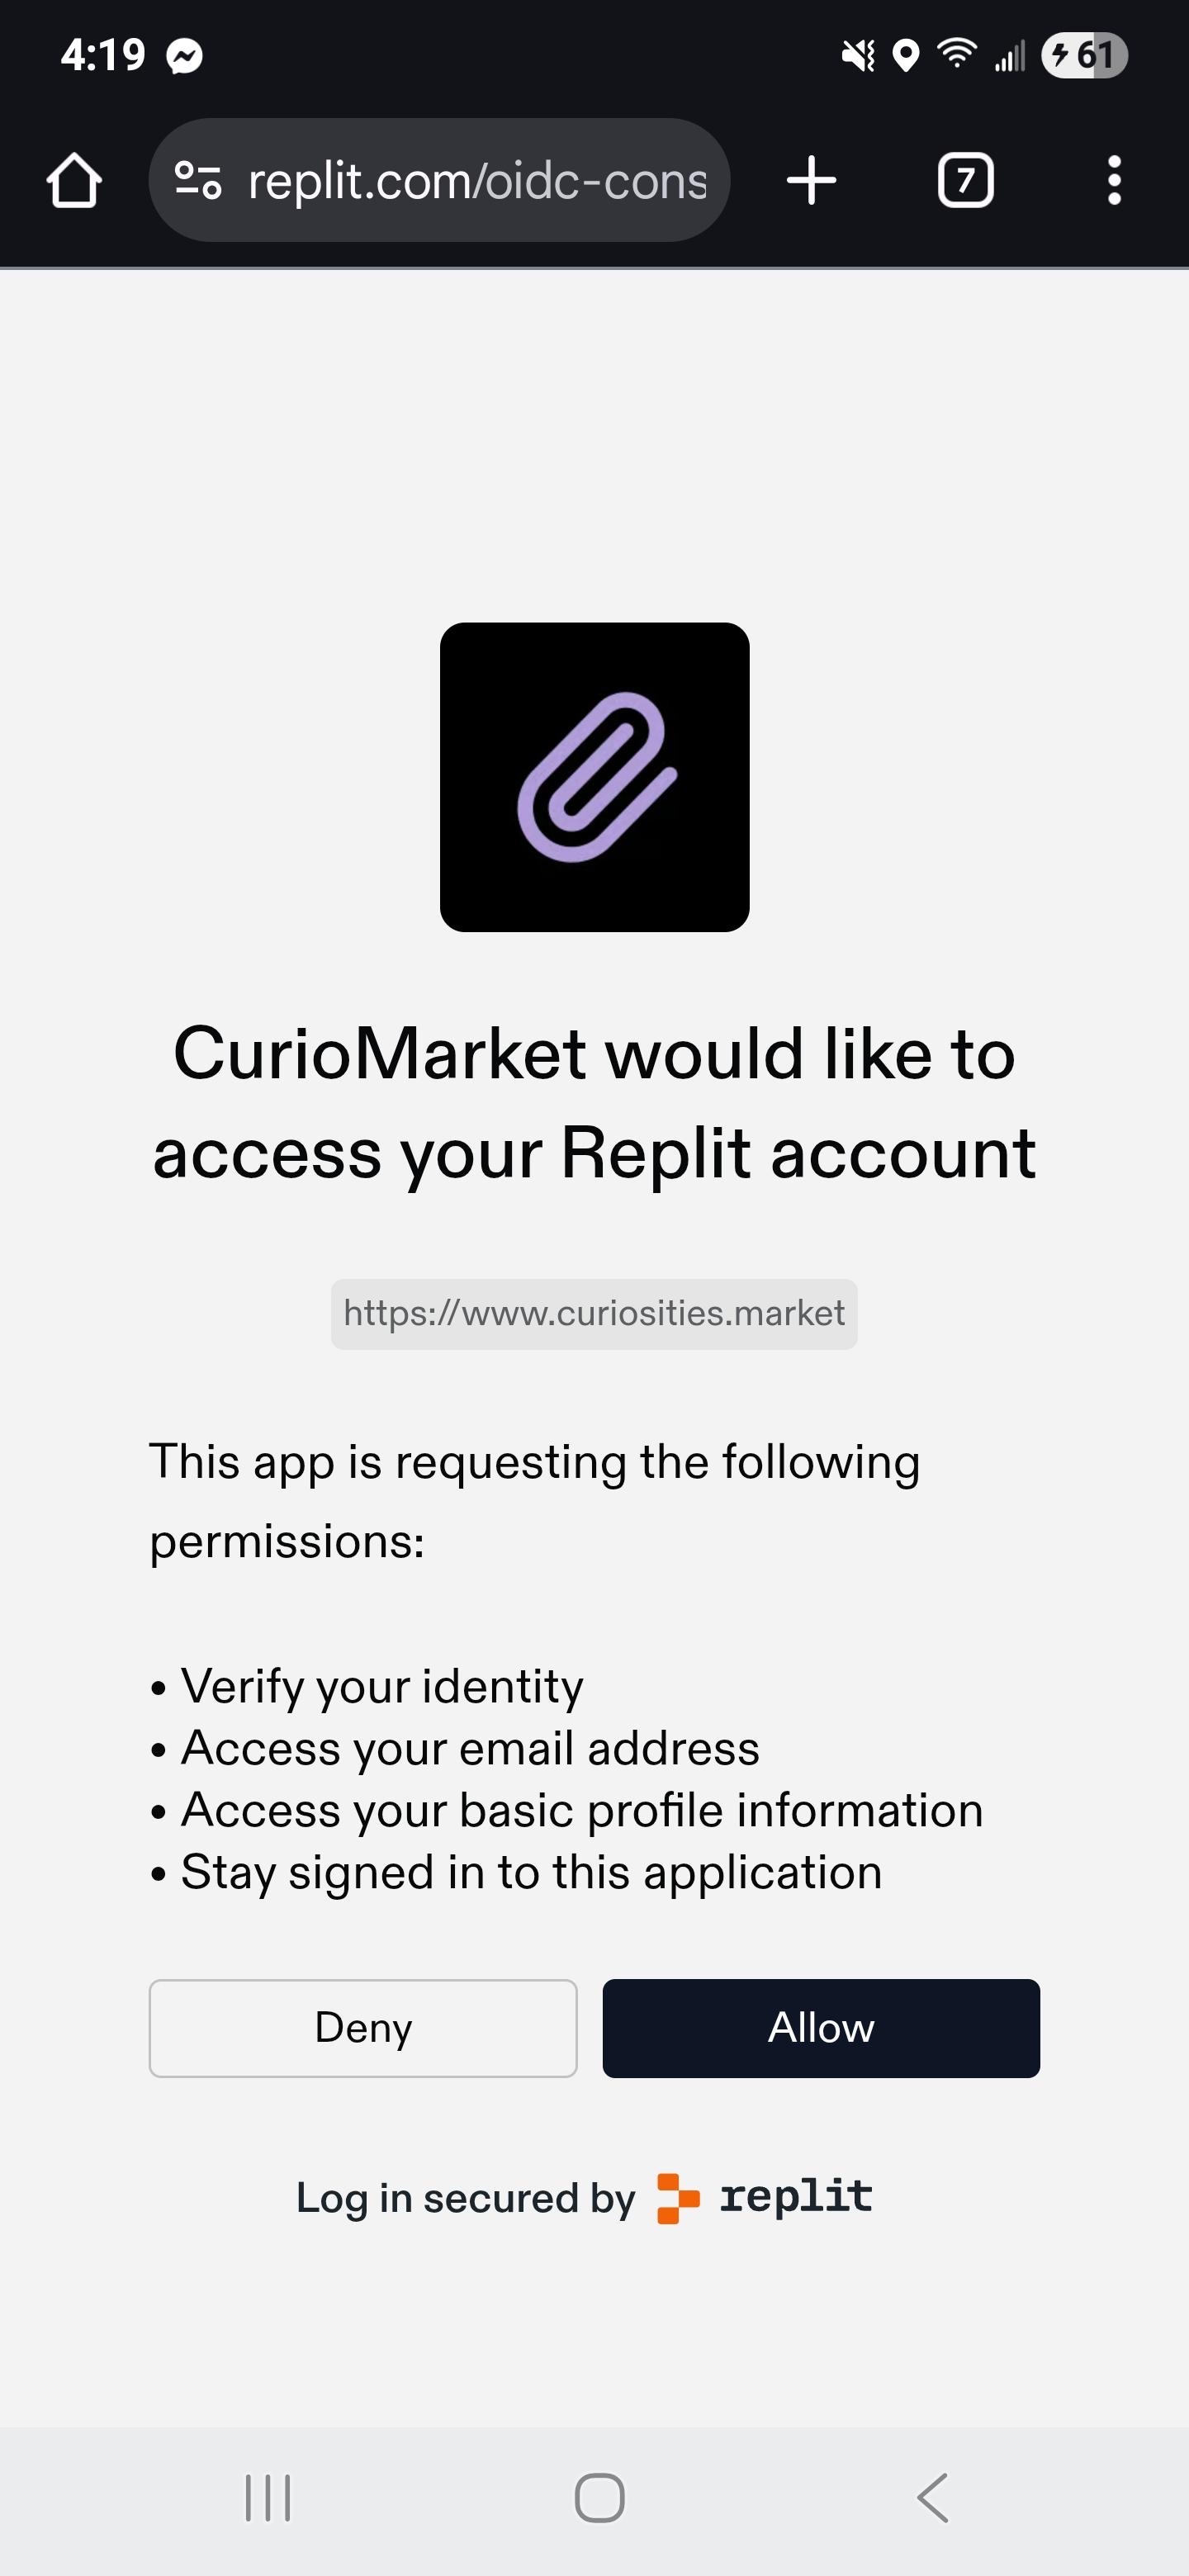 4:19
61
replit.com/oidc-cons
7
CurioMarket would like to
access your Replit account
https://www.curiosities.market
This app is requesting the following
permissions:
• Verify your identity
• Access your email address
• Access your basic profile information
• Stay signed in to this application
Deny
Allow
Log in secured by replit